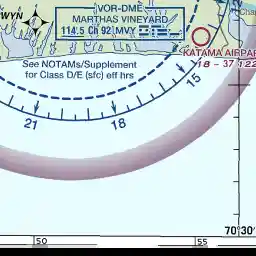 WYN
VOR-DME
MARTHAS VINEYARD
114.5 Ch 92 MVY
KATAMA AIRPAR
18 - 37 122
See NOTAMs/Supplement
for Class D/E (sfc) eff hrs
15
18
21
70°30'
50
55